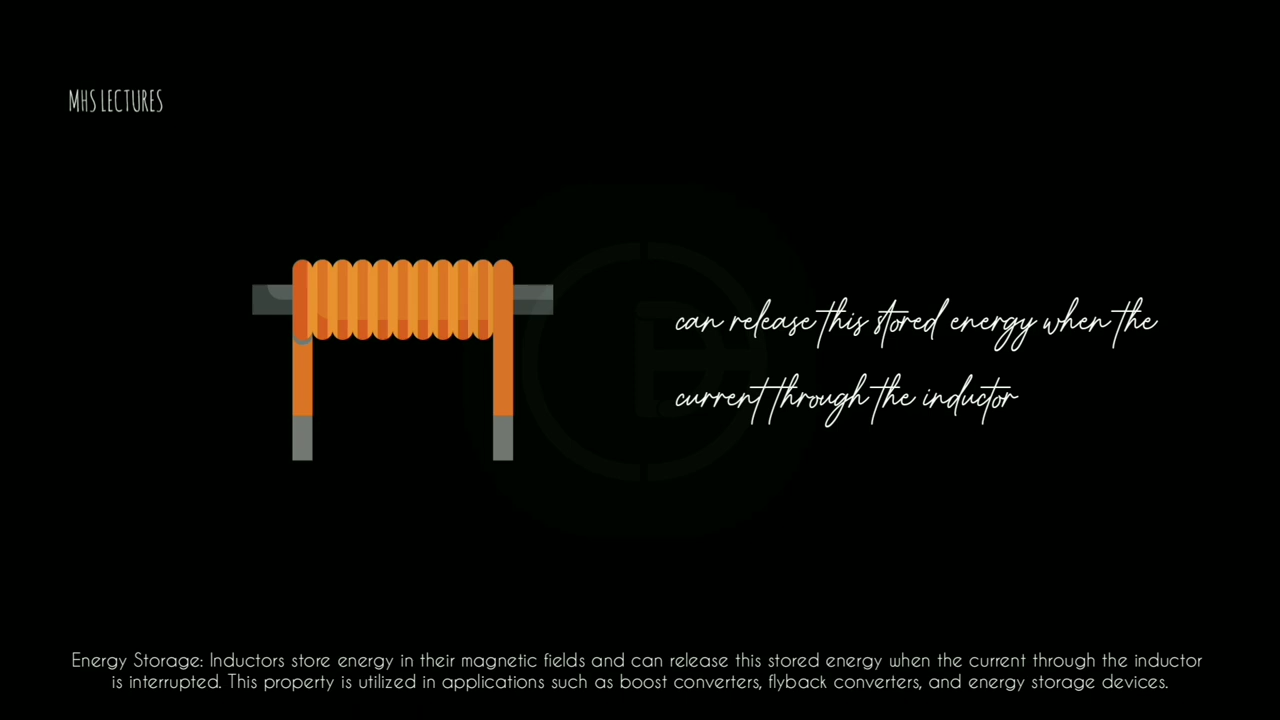 MHS LECTURES
can release this stored energy when the
current through the inductor
Energy Storage: Inductors store energy in their magnetic fields and can release this stored energy when the current through the inductor
is interrupted. This property is utilized in applications such as boost converters, flyback converters, and energy storage devices.